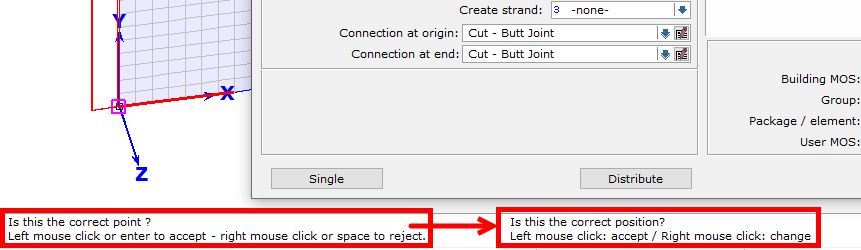 Create strand: 3 -none-
Connection at origin: Cut - Butt Joint
Connection at end: Cut - Butt Joint
Y
X
Z
Building MOS:
Group:
Package / element:
User MOS:
Single
Distribute
Is this the correct point ?
Left mouse click or enter to accept - right mouse click or space to reject.
Is this the correct position?
Left mouse click: accept / Right mouse click: change